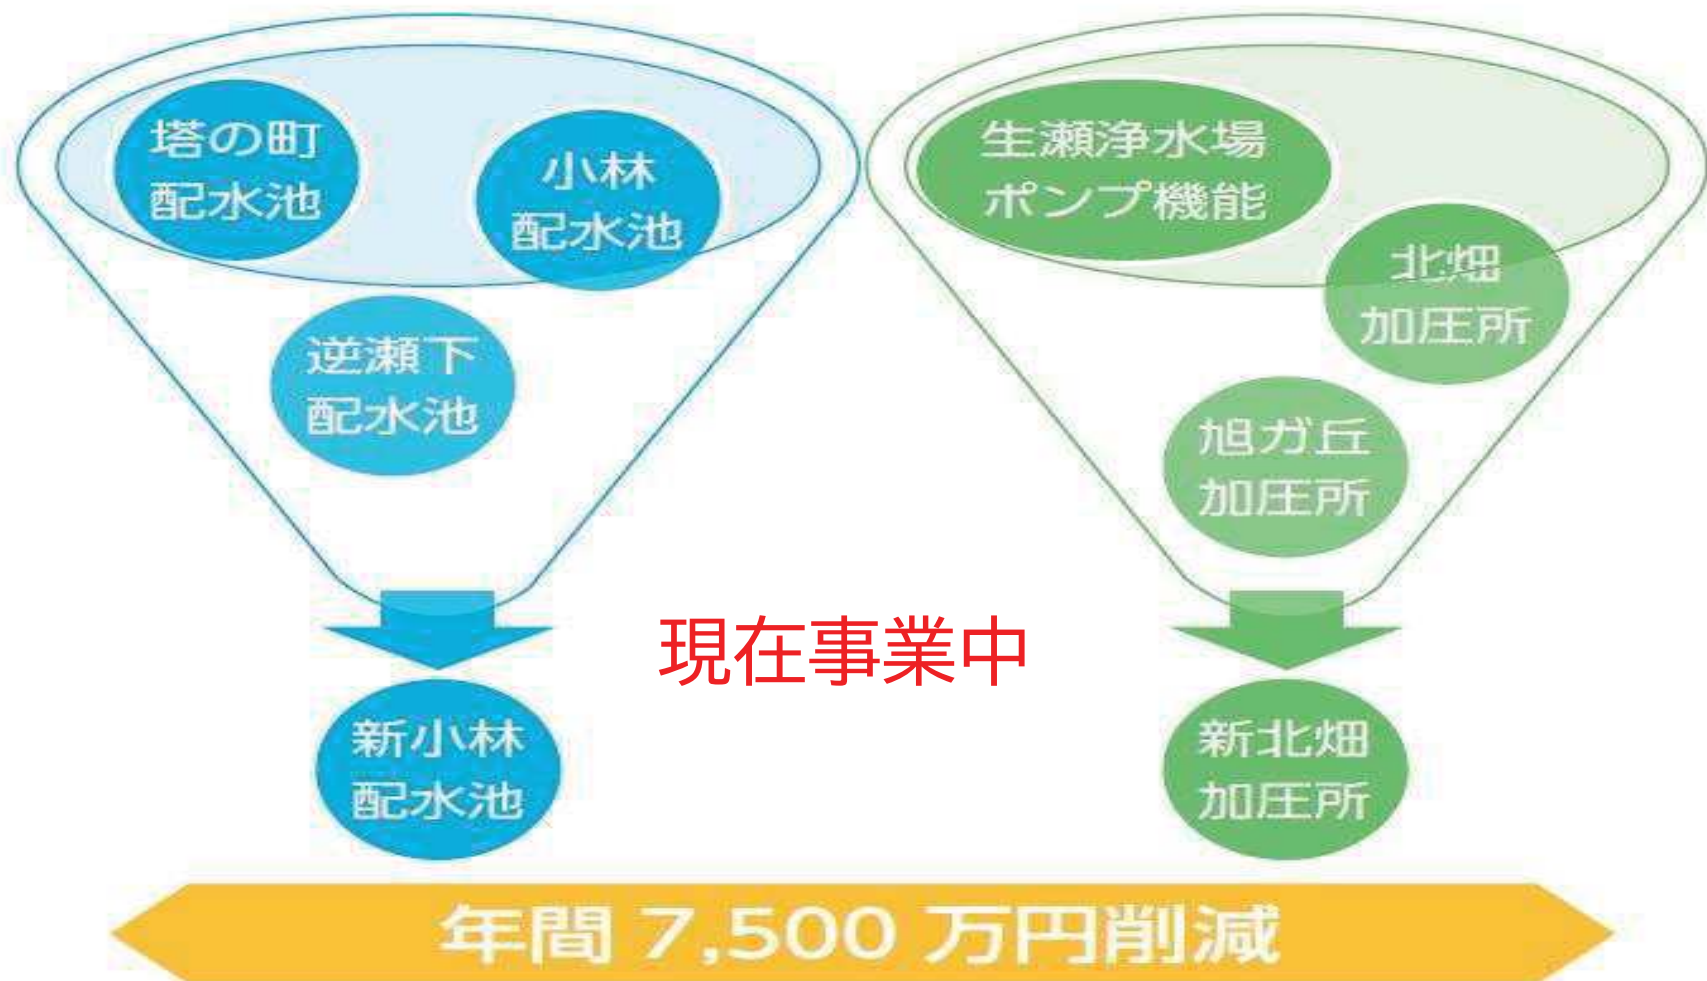 塔の町
配水池
小林
配水池
逆瀬下
配水池
生瀬浄水場
ポンプ機能
北畑
加圧所
旭ガ丘
加圧所
現在事業中
新小林
配水池
新北畑
加圧所
年間 7,500 万円削減